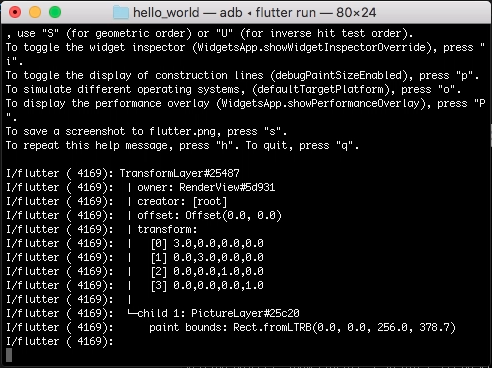 hello_world — adb ◂ flutter run — 80×24
, use "S" (for geometric order) or "U" (for inverse hit test order).
To toggle the widget inspector (WidgetsApp.showWidgetInspectorOverride), press "
i".
To toggle the display of construction lines (debugPaintSizeEnabled), press "p".
To simulate different operating systems, (defaultTargetPlatform), press "o".
To display the performance overlay (WidgetsApp.showPerformanceOverlay), press "P
".
To save a screenshot to flutter.png, press "s".
To repeat this help message, press "h". To quit, press "q".
I/flutter ( 4169): TransformLayer#25487
I/flutter ( 4169):  │ owner: RenderView#5d931
I/flutter ( 4169):  │ creator: [root]
I/flutter ( 4169):  │ offset: Offset(0.0, 0.0)
I/flutter ( 4169):  │ transform:
I/flutter ( 4169):  │   [0] 3.0,0.0,0.0,0.0
I/flutter ( 4169):  │   [1] 0.0,3.0,0.0,0.0
I/flutter ( 4169):  │   [2] 0.0,0.0,1.0,0.0
I/flutter ( 4169):  │   [3] 0.0,0.0,0.0,1.0
I/flutter ( 4169):  │
I/flutter ( 4169):  └─child 1: PictureLayer#25c20
I/flutter ( 4169):      paint bounds: Rect.fromLTRB(0.0, 0.0, 256.0, 378.7)
I/flutter ( 4169):